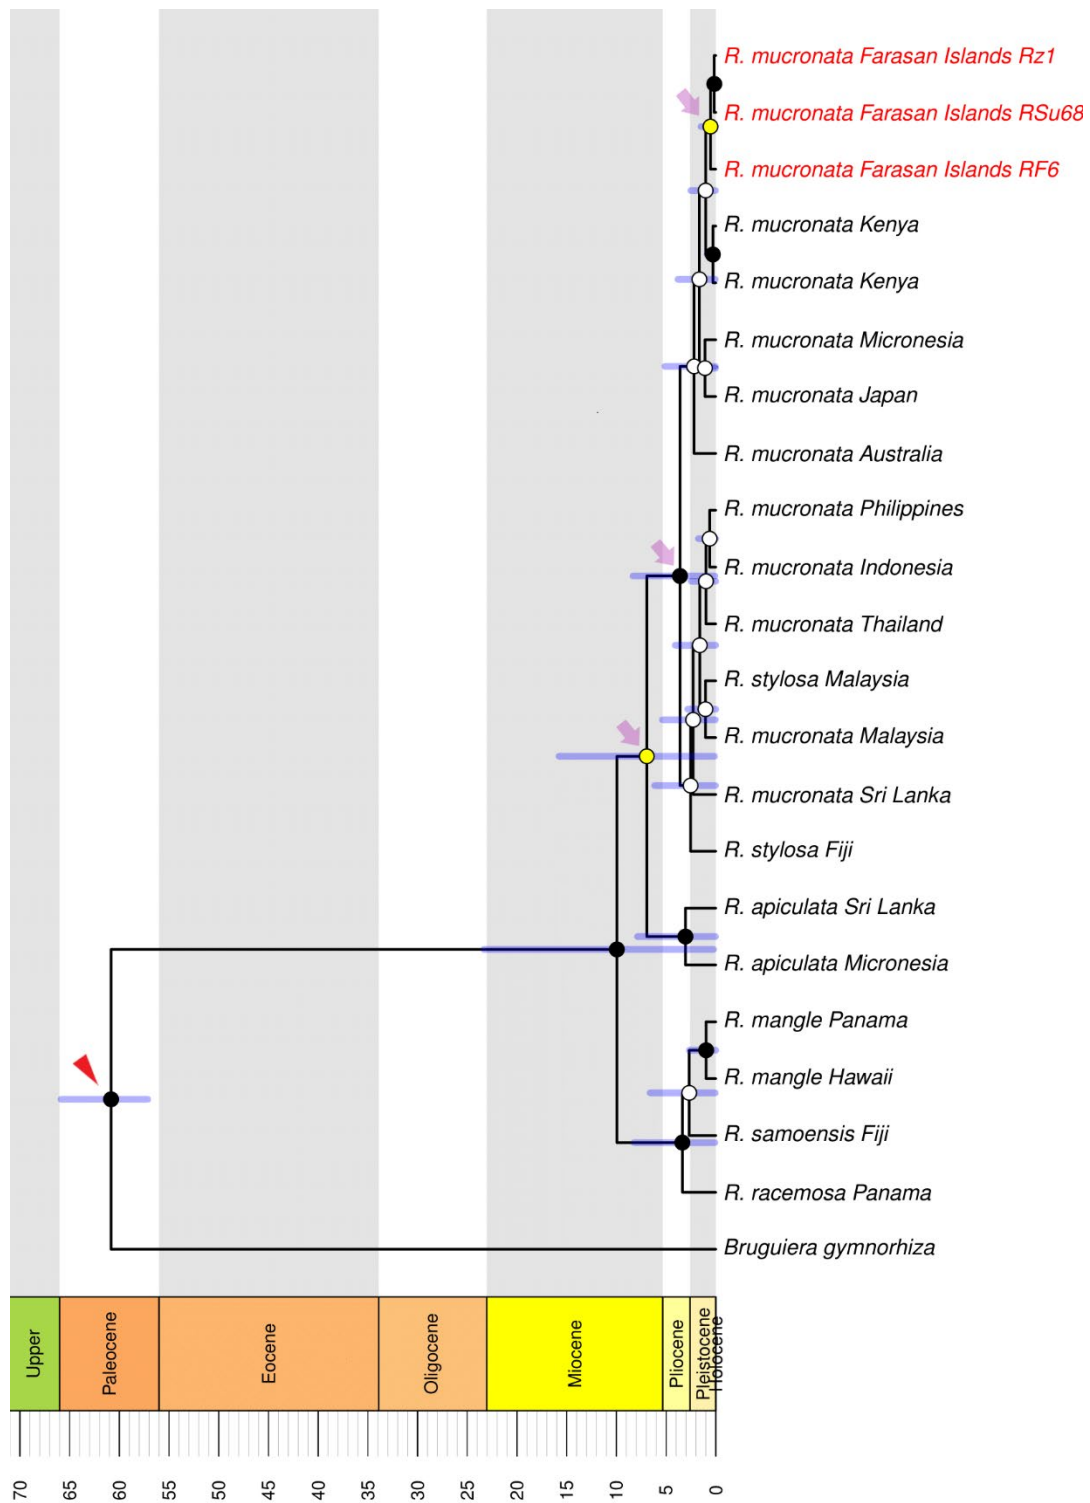 R. mucronata Farasan Islands Rz1
R. mucronata Farasan Islands RSu68
R. mucronata Farasan Islands RF6
R. mucronata Kenya
R. mucronata Kenya
R. mucronata Micronesia
R. mucronata Japan
R. mucronata Australia
R. mucronata Philippines
R. mucronata Indonesia
R. mucronata Thailand
R. stylosa Malaysia
R. mucronata Malaysia
R. mucronata Sri Lanka
R. stylosa Fiji
R. apiculata Sri Lanka
R. apiculata Micronesia
R. mangle Panama
R. mangle Hawaii
R. samoensis Fiji
R. racemosa Panama
Bruguiera gymnorhiza
Upper
Paleocene
Eocene
Oligocene
Miocene
Pliocene
Pleistocene
Holocene
70
65
60
55
50
45
40
35
30
25
20
15
10
5
0